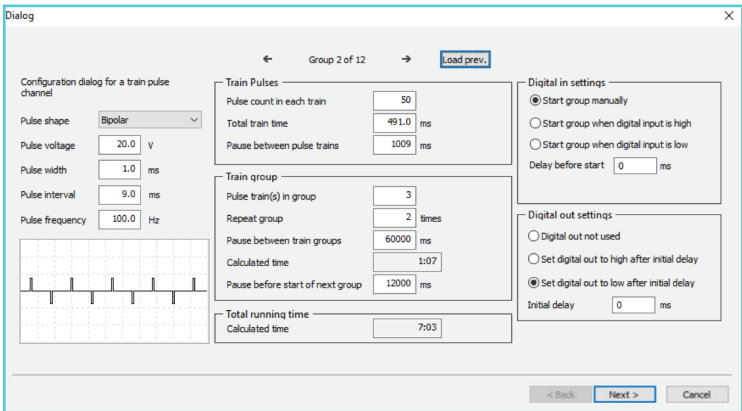 Dialog
← Group 2 of 12 → Load prev.
Configuration dialog for a train pulse
channel
Pulse shape Bipolar
Pulse voltage 20.0 V
Pulse width 1.0 ms
Pulse interval 9.0 ms
Pulse frequency 100.0 Hz
Train Pulses
Pulse count in each train 50
Total train time 491.0 ms
Pause between pulse trains 1009 ms
Train group
Pulse train(s) in group 3
Repeat group 2 times
Pause between train groups 60000 ms
Calculated time 1:07
Pause before start of next group 12000 ms
Total running time
Calculated time 7:03
Digital in settings
Start group manually
Start group when digital input is high
Start group when digital input is low
Delay before start 0 ms
Digital out settings
Digital out not used
Set digital out to high after initial delay
Set digital out to low after initial delay
Initial delay 0 ms
< Back Next > Cancel